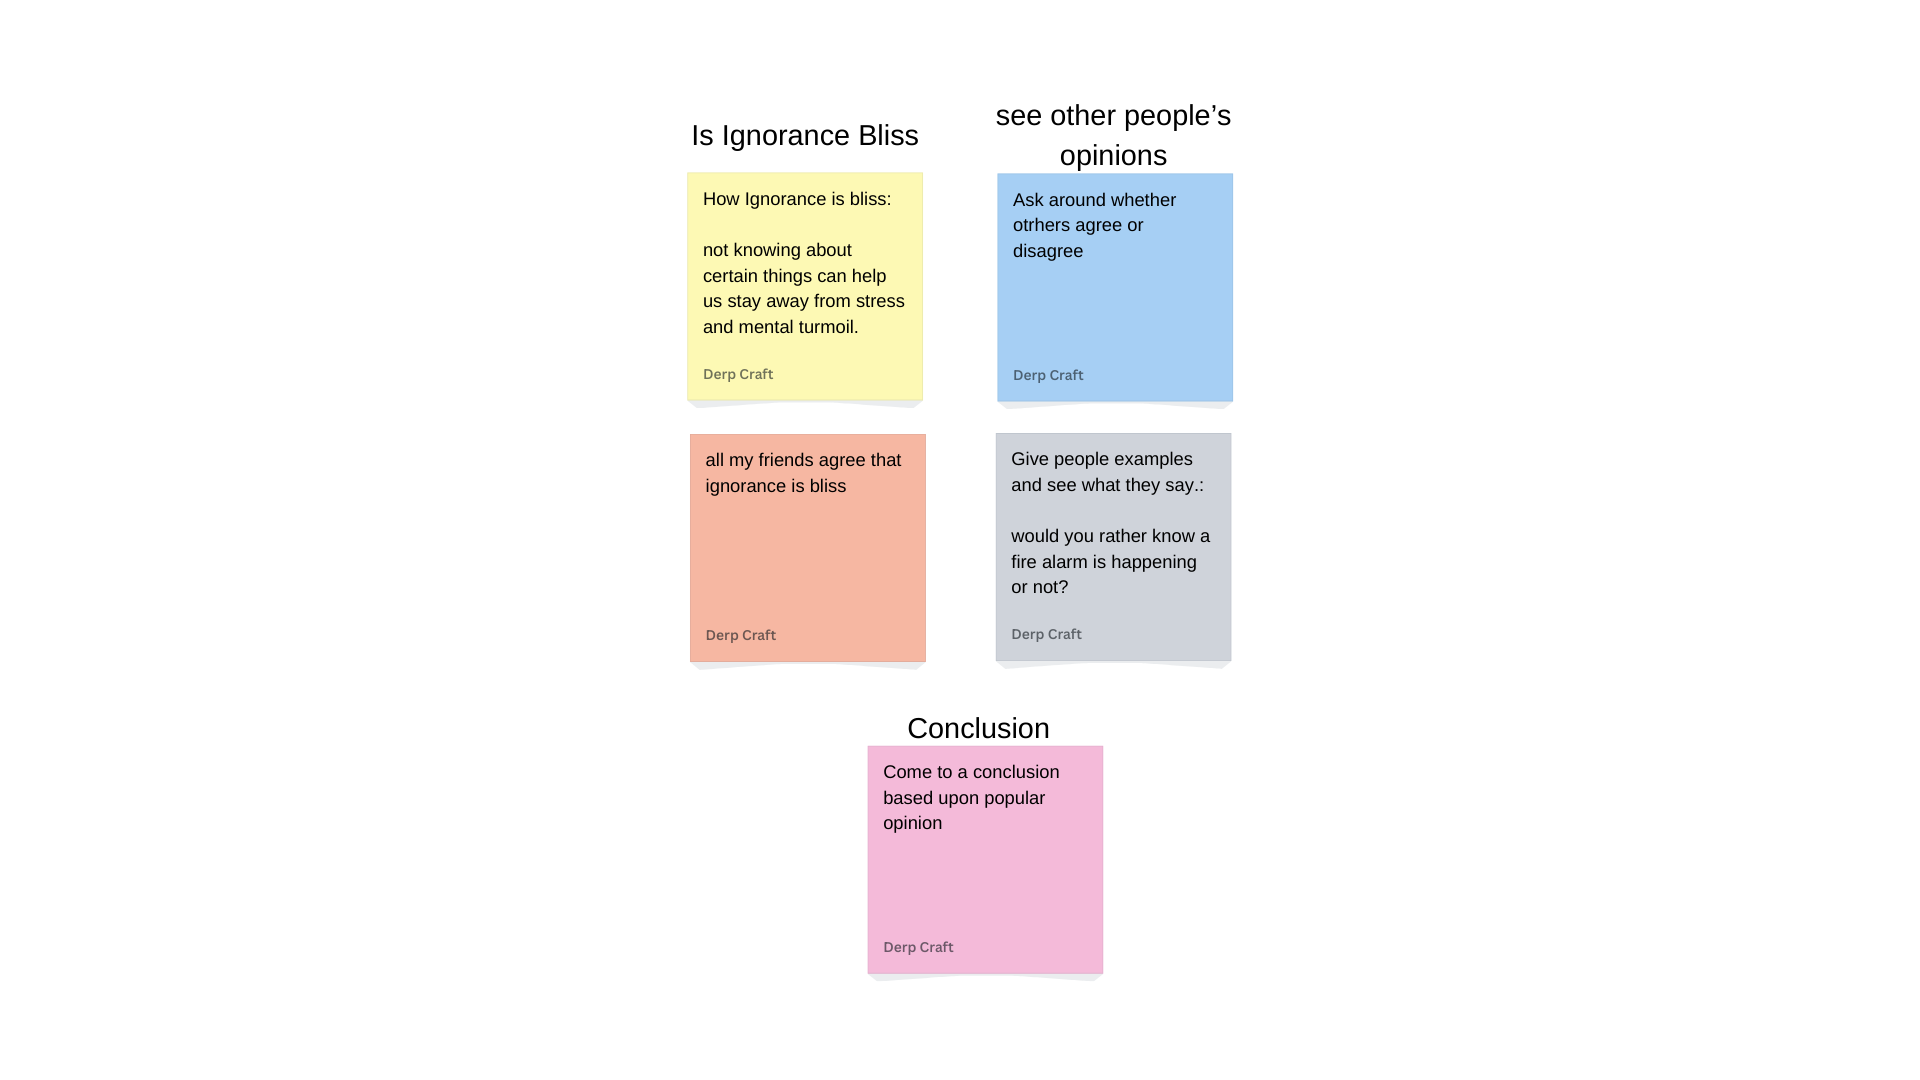 Is Ignorance Bliss
How Ignorance is bliss:
not knowing about
certain things can help
us stay away from stress
and mental turmoil.
Derp Craft
all my friends agree that
ignorance is bliss
Derp Craft
see other people’s
opinions
Ask around whether
otrhers agree or
disagree
Derp Craft
Give people examples
and see what they say.:
would you rather know a
fire alarm is happening
or not?
Derp Craft
Conclusion
Come to a conclusion
based upon popular
opinion
Derp Craft